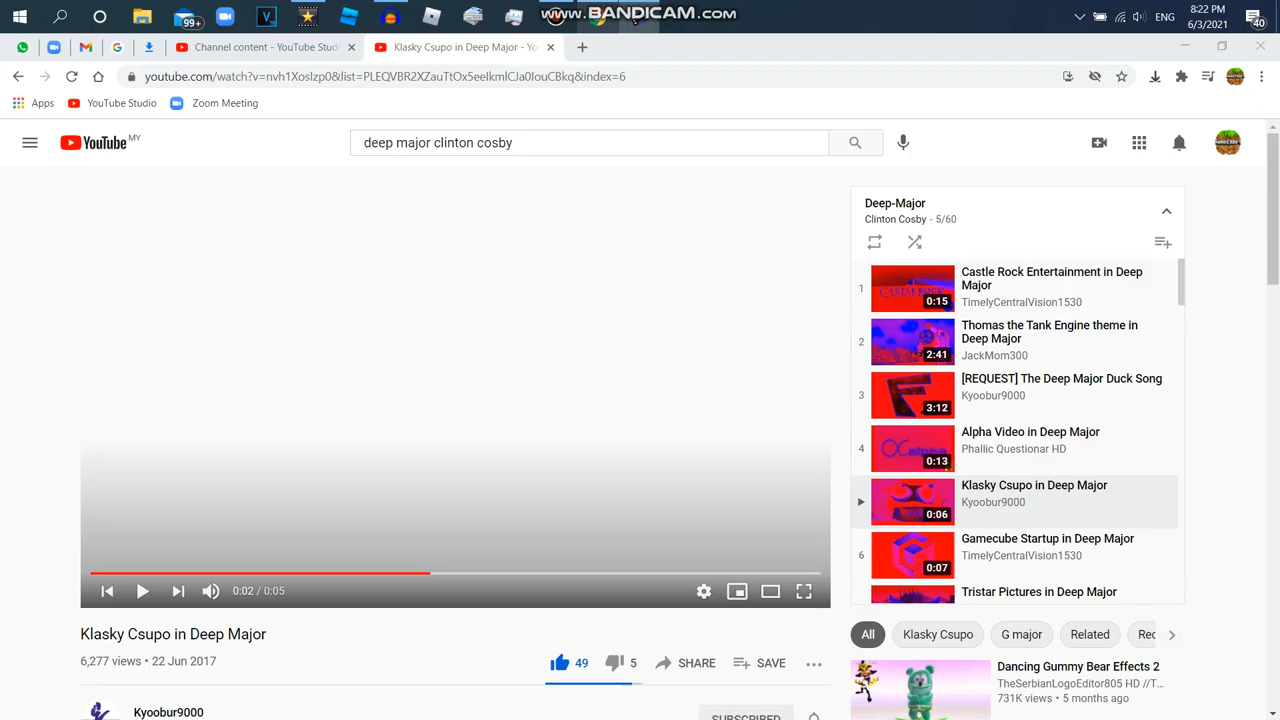 www.BANDICAM.com
99+
ENG
8:22 PM
6/3/2021
40
Channel content - YouTube Stud
Klasky Csupo in Deep Major - Yo
youtube.com/watch?v=nvh1XosIzp0&list=PLEQVBR2XZauTtOx5eeIkmlCJa0buCBkq&index=6
Apps
YouTube Studio
Zoom Meeting
YouTube MY
deep major clinton cosby
Deep-Major
Clinton Cosby - 5/60
1
Castle Rock Entertainment in Deep
Major
TimelyCentralVision1530
CASTLE ROCK
0:15
2
Thomas the Tank Engine theme in
Deep Major
JackMom300
2:41
3
[REQUEST] The Deep Major Duck Song
Kyoobur9000
3:12
4
Alpha Video in Deep Major
Phallic Questionar HD
alpha
0:13
Klasky Csupo in Deep Major
Kyoobur9000
0:06
6
Gamecube Startup in Deep Major
TimelyCentralVision1530
0:07
Tristar Pictures in Deep Major
0:02 / 0:05
Klasky Csupo in Deep Major
6,277 views • 22 Jun 2017
49
5
SHARE
SAVE
Kyoobur9000
SUBSCRIBED
All
Klasky Csupo
G major
Related
Rec
Dancing Gummy Bear Effects 2
TheSerbianLogoEditor805 HD //T…
731K views • 5 months ago